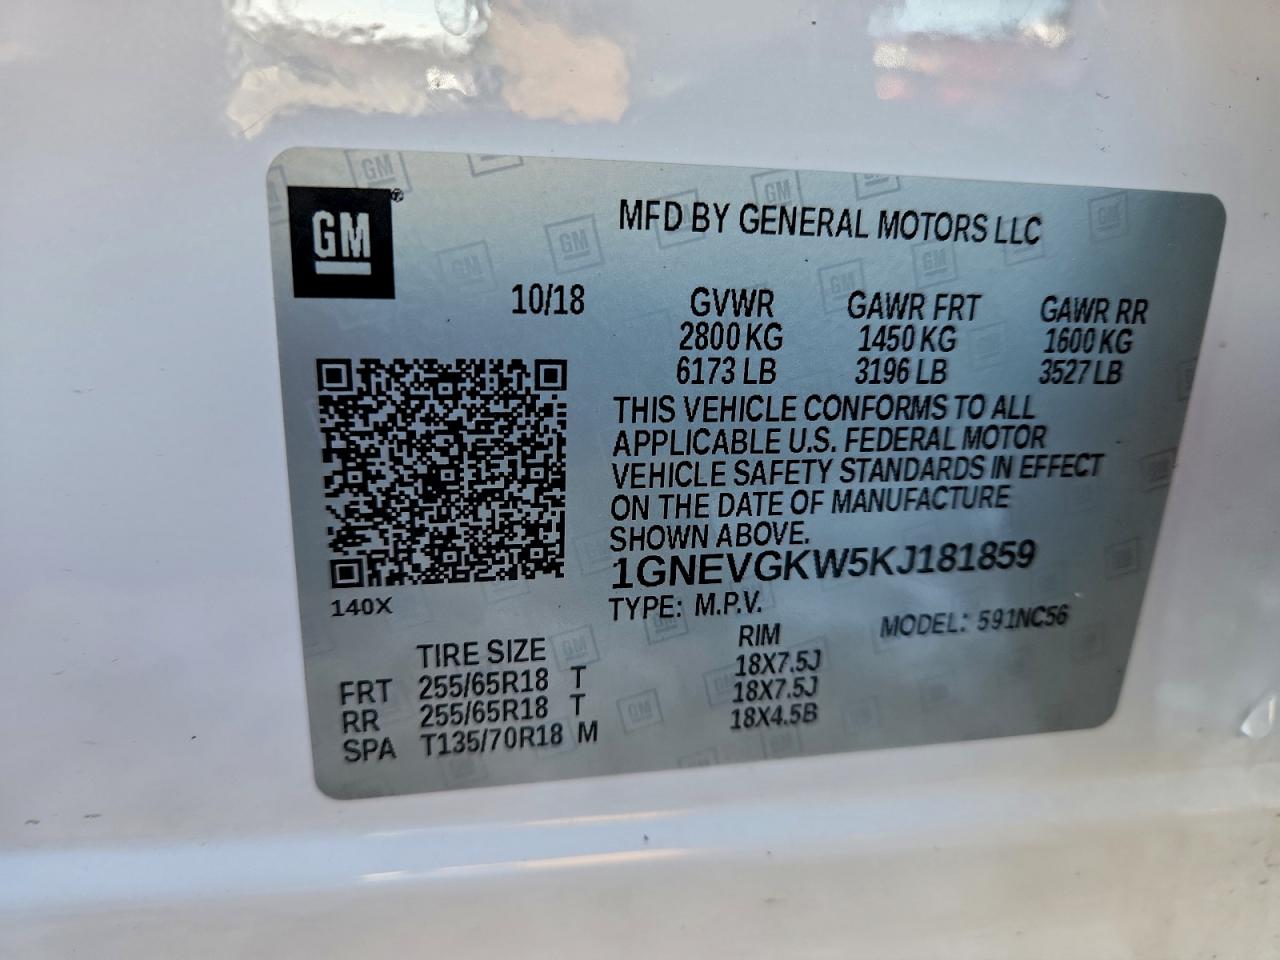 GM®
MFD BY GENERAL MOTORS LLC
10/18 GVWR GAWR FRT GAWR RR
2800 KG 1450 KG 1600 KG
6173 LB 3196 LB 3527 LB
THIS VEHICLE CONFORMS TO ALL
APPLICABLE U.S. FEDERAL MOTOR
VEHICLE SAFETY STANDARDS IN EFFECT
ON THE DATE OF MANUFACTURE
SHOWN ABOVE.
1GNEVGKW5KJ181859
140X
TYPE: M.P.V. MODEL: 591NC56
TIRE SIZE RIM
FRT 255/65R18 T 18X7.5J
RR 255/65R18 T 18X7.5J
SPA T135/70R18 M 18X4.5B